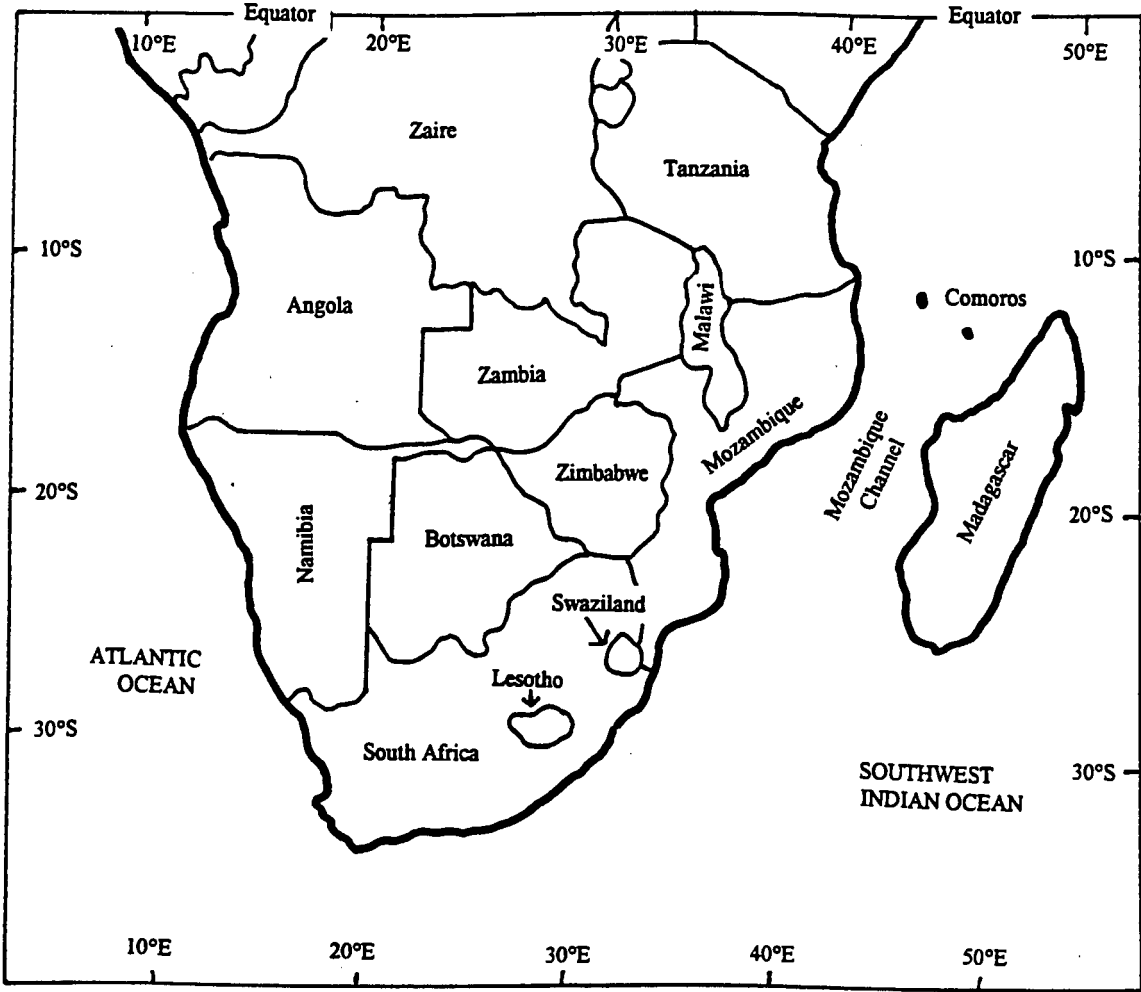 Equator
Equator
10°E
20°E
30°E
40°E
50°E
Zaire
Tanzania
10°S
10°S
Angola
Malawi
Comoros
Zambia
Mozambique
Mozambique
Channel
Madagascar
Zimbabwe
20°S
20°S
Namibia
Botswana
Swaziland
ATLANTIC
OCEAN
Lesotho
30°S
South Africa
30°S
SOUTHWEST
INDIAN OCEAN
10°E
20°E
30°E
40°E
50°E